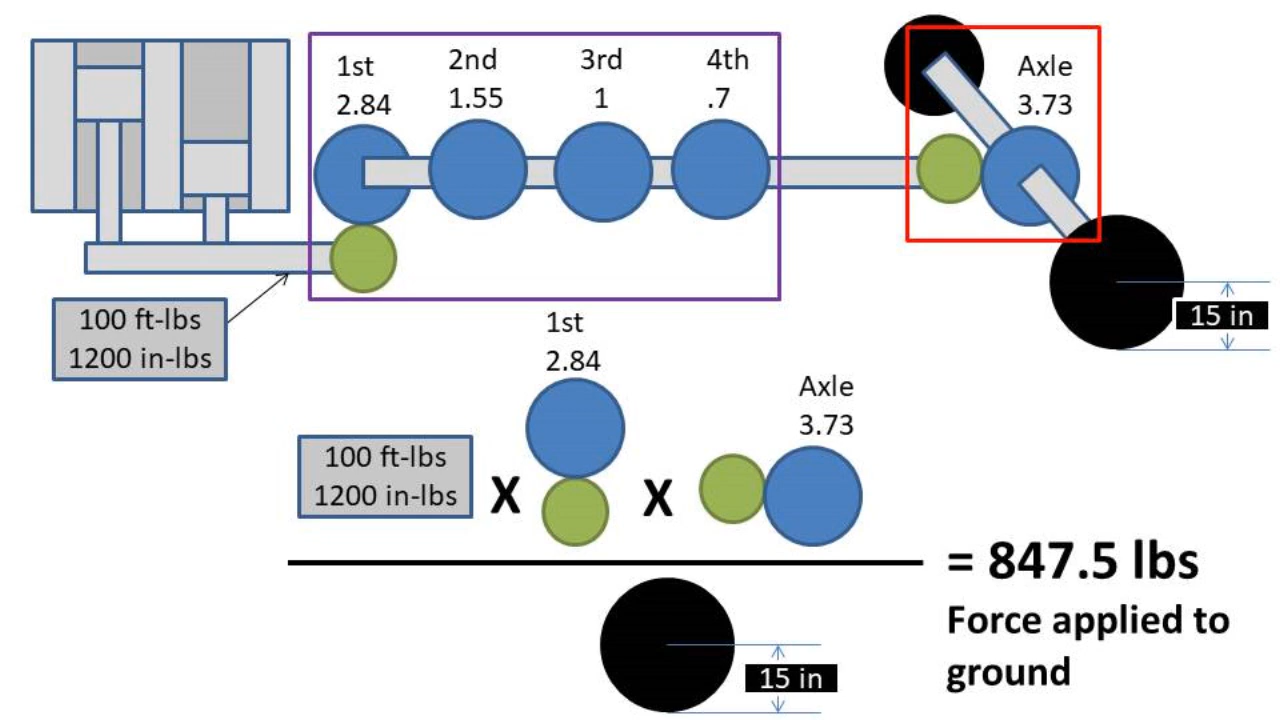 1st
2.84
2nd
1.55
3rd
1
4th
.7
Axle
3.73
100 ft-lbs
1200 in-lbs
15 in
1st
2.84
Axle
3.73
100 ft-lbs
1200 in-lbs
X
X
= 847.5 lbs
Force applied to
ground
15 in